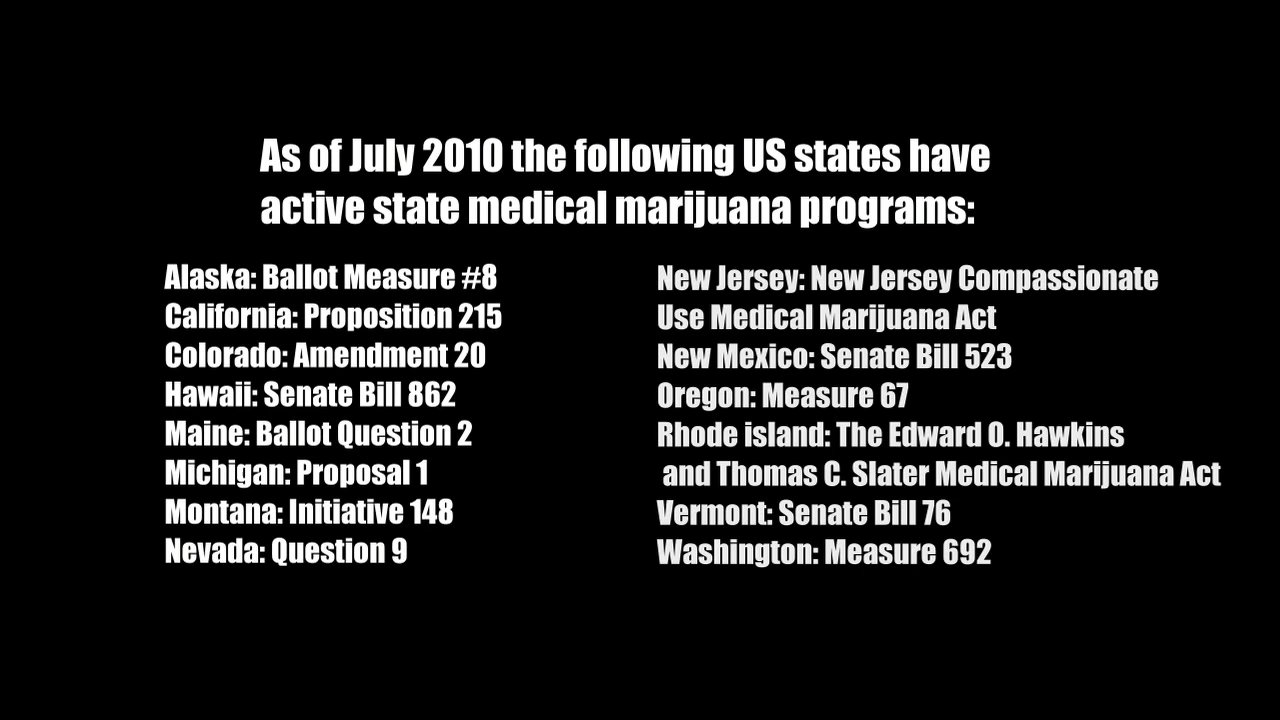 As of July 2010 the following US states have
active state medical marijuana programs:
Alaska: Ballot Measure #8
California: Proposition 215
Colorado: Amendment 20
Hawaii: Senate Bill 862
Maine: Ballot Question 2
Michigan: Proposal 1
Montana: Initiative 148
Nevada: Question 9
New Jersey: New Jersey Compassionate
Use Medical Marijuana Act
New Mexico: Senate Bill 523
Oregon: Measure 67
Rhode island: The Edward O. Hawkins
and Thomas C. Slater Medical Marijuana Act
Vermont: Senate Bill 76
Washington: Measure 692